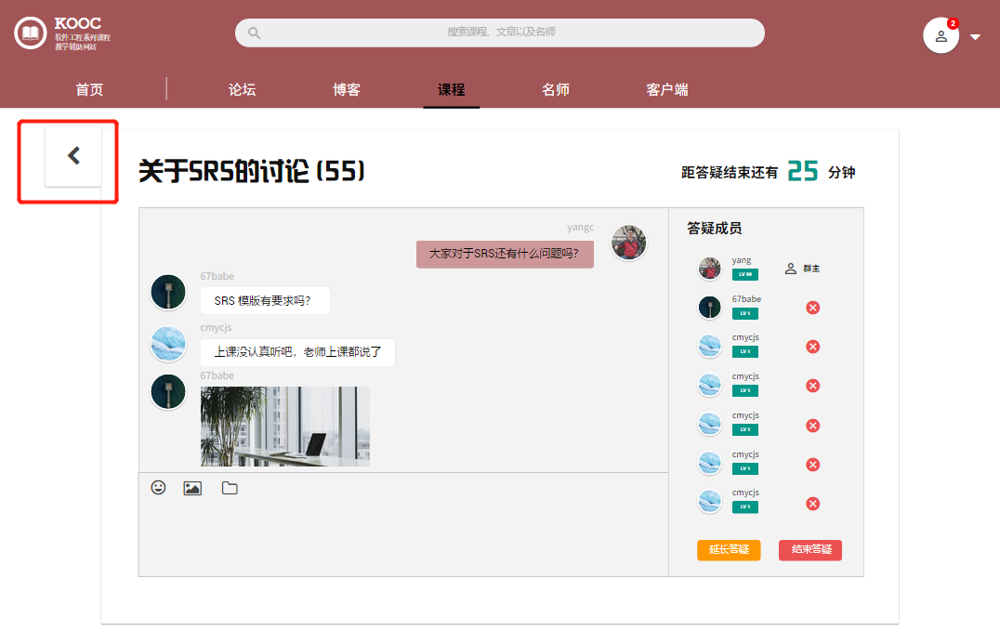 KOOC
软件工程系列课程
教学辅助网站
搜索课程、文章以及名师
2
首页
论坛
博客
课程
名师
客户端
关于SRS的讨论 (55)
距答疑结束还有 25 分钟
yangc
大家对于SRS还有什么问题吗?
67babe
SRS 模版有要求吗?
cmycjs
上课没认真听吧，老师上课都说了
67babe
答疑成员
yang
LV 99
群主
67babe
LV 1
cmycjs
LV 1
cmycjs
LV 1
cmycjs
LV 1
cmycjs
LV 1
cmycjs
LV 1
延长答疑
结束答疑